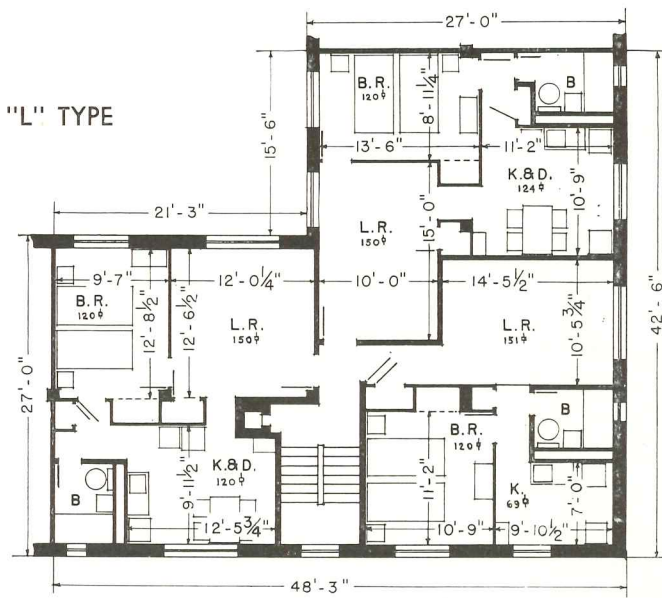 27'-0"
"L" TYPE
15'-6"
B.R.
120⌀
8'-11¼"
B
13'-6"
11'-2"
K.&D.
124⌀
10'-9"
21'-3"
L.R.
150⌀
15'-0"
9'-7"
12'-0¼"
10'-0"
14'-5½"
42'-6"
B.R.
120⌀
12'-8½"
12'-6½"
L.R.
150⌀
L.R.
151⌀
10'-5¾"
27'-0"
B
B.R.
120⌀
11'-2"
K.&D.
120⌀
9'-11½"
B
K.
69⌀
7'-0"
12'-5¾"
10'-9"
9'-10½"
48'-3"